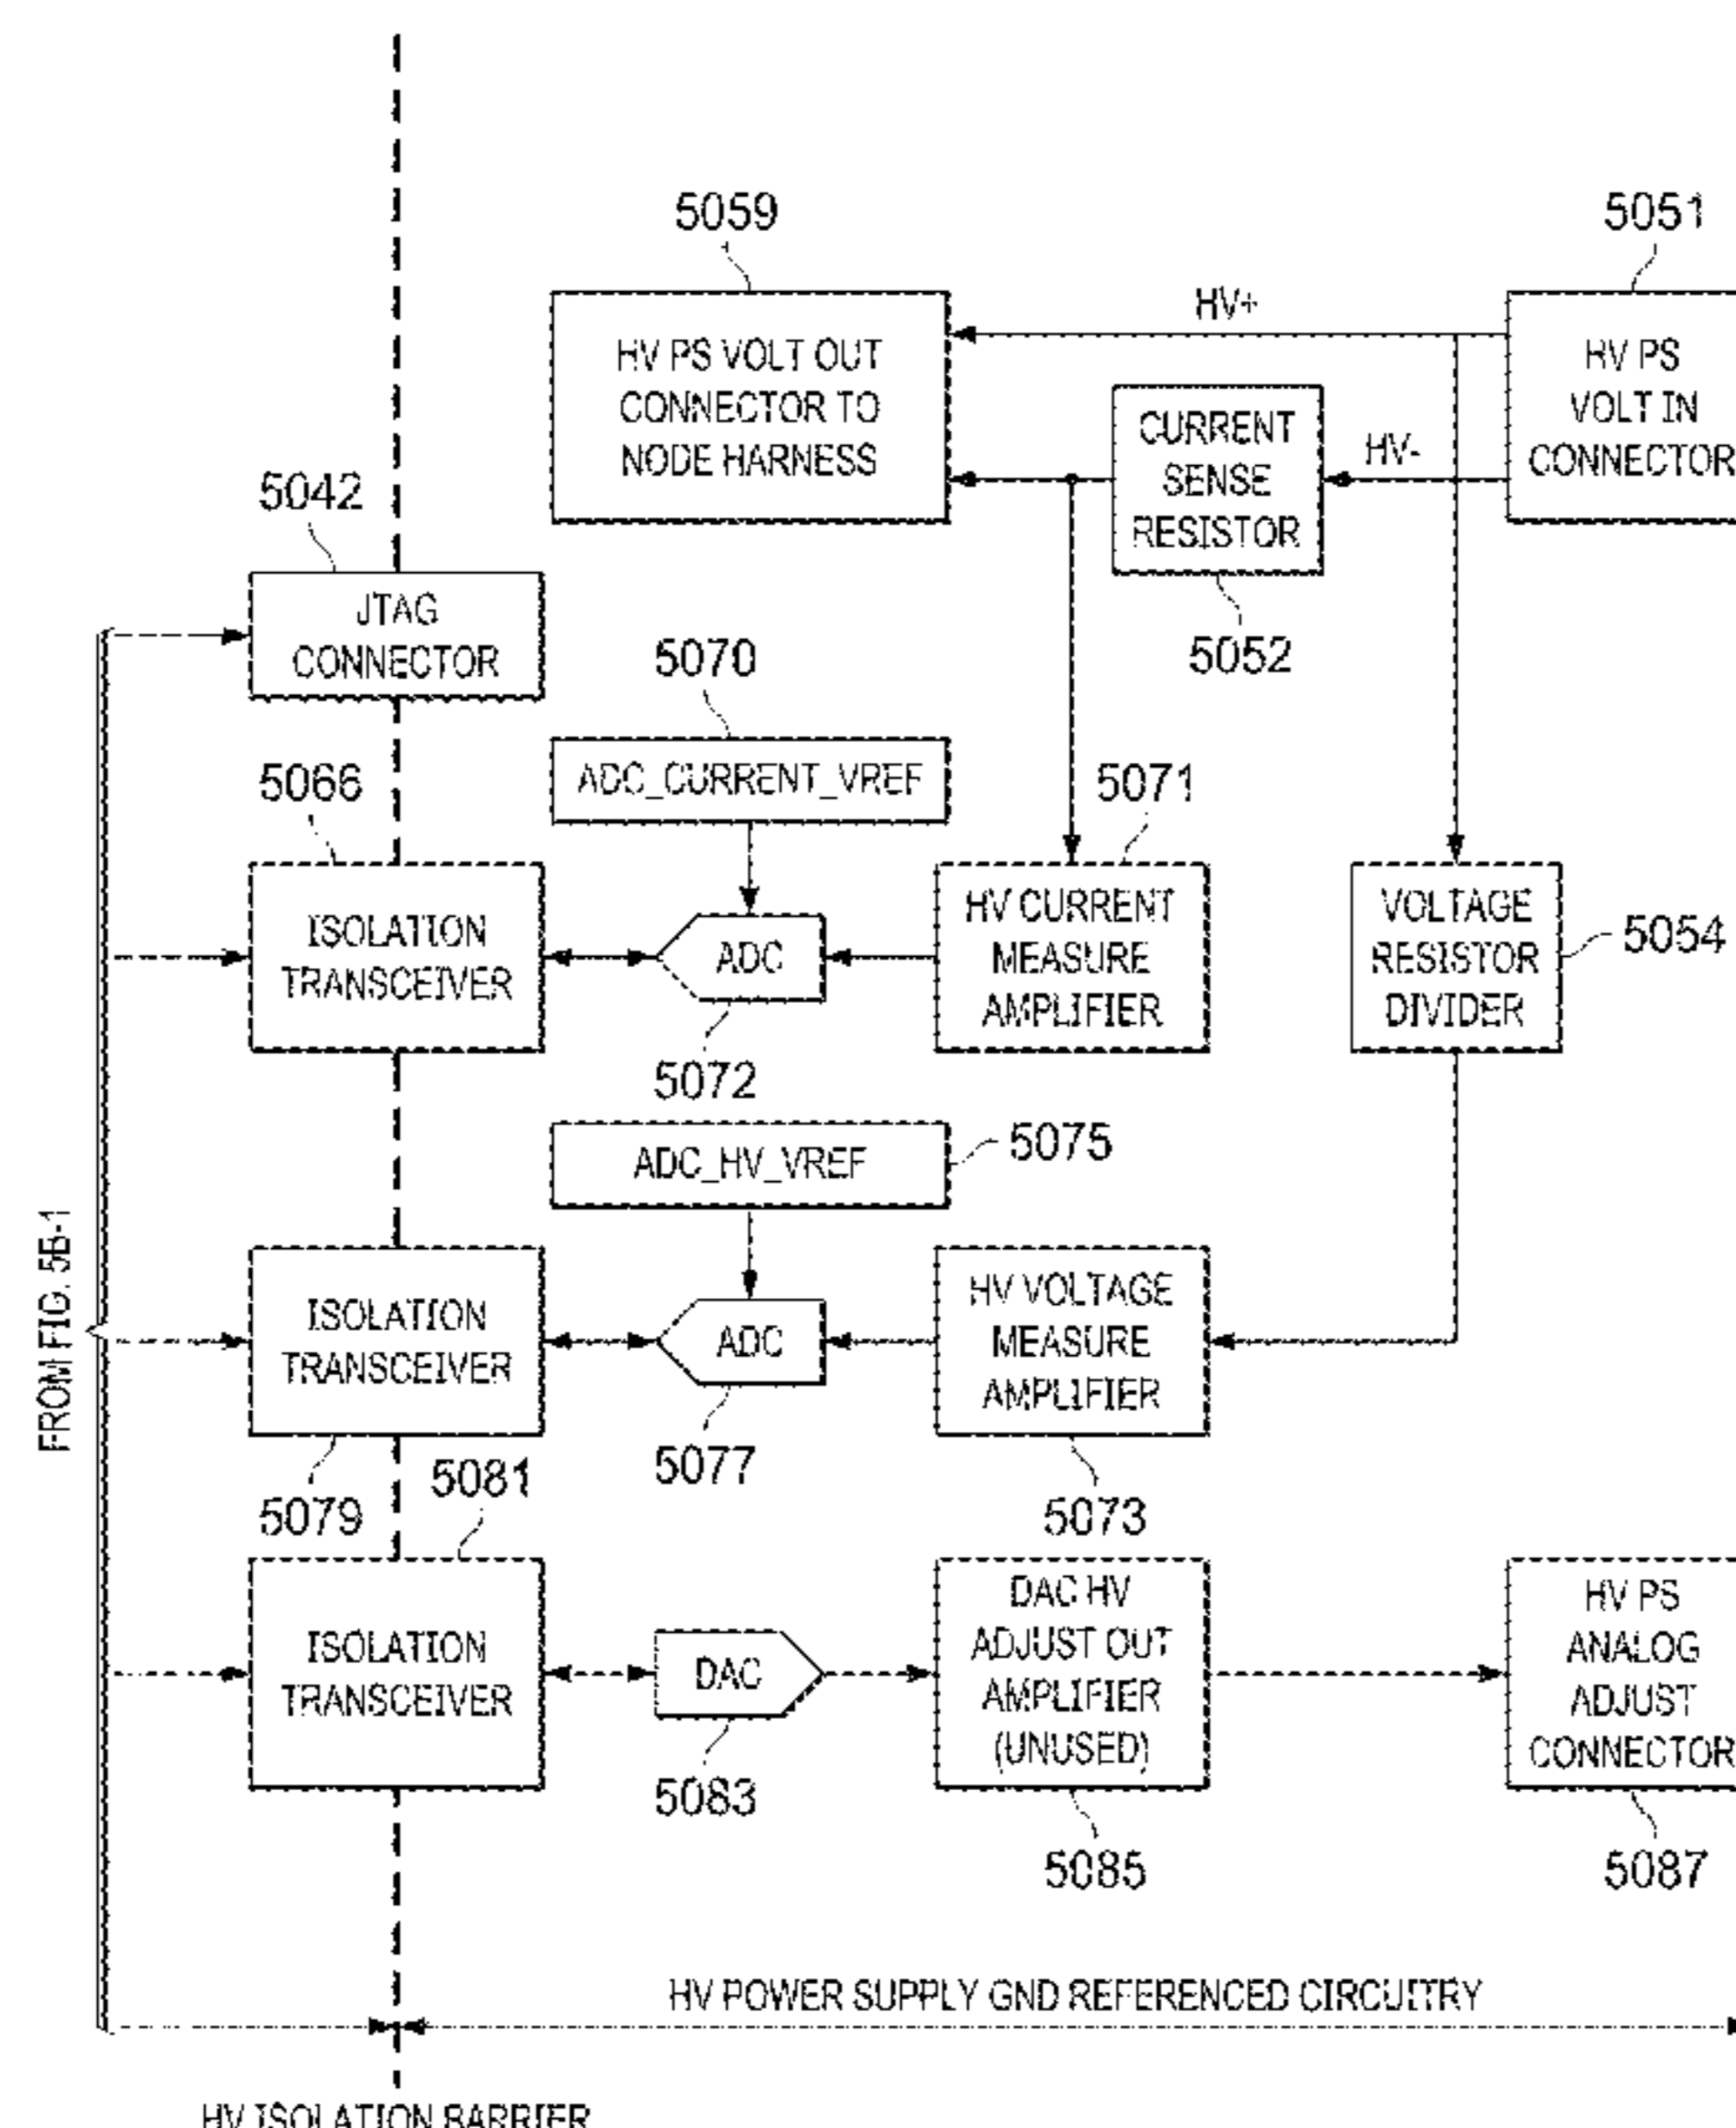 5059
5051
HV+
HV PS VOLT OUT
CONNECTOR TO
NODE HARNESS
HV PS
VOLT IN
CONNECTOR
CURRENT
SENSE
RESISTOR
HV-
5042
JTAG
CONNECTOR
5052
5070
ADC_CURRENT_VREF
5066
5071
ISOLATION
TRANSCEIVER
ADC
HV CURRENT
MEASURE
AMPLIFIER
VOLTAGE
RESISTOR
DIVIDER
5054
5072
ADC_HV_VREF
5075
FROM FIG. 5B-1
ISOLATION
TRANSCEIVER
ADC
HV VOLTAGE
MEASURE
AMPLIFIER
5079
5081
5077
5073
ISOLATION
TRANSCEIVER
DAC
DAC HV
ADJUST OUT
AMPLIFIER
(UNUSED)
HV PS
ANALOG
ADJUST
CONNECTOR
5083
5085
5087
HV POWER SUPPLY GND REFERENCED CIRCUITRY
HV ISOLATION BARRIER